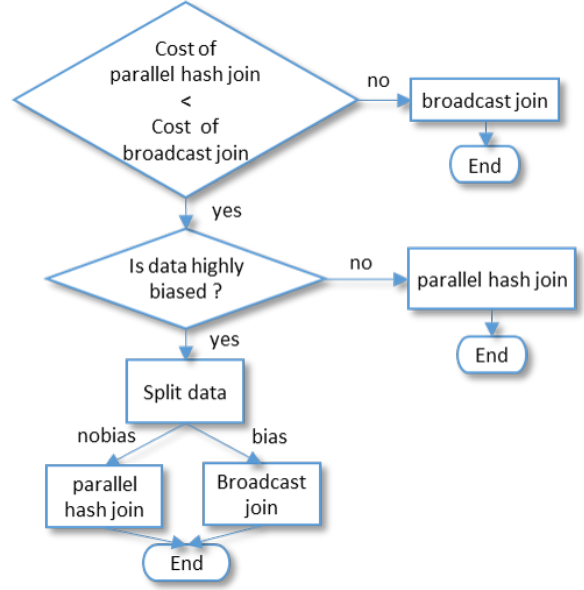 Cost of
parallel hash join
<
Cost of
broadcast join
no
broadcast join
End
yes
Is data highly
biased ?
no
parallel hash join
End
yes
Split data
nobias
bias
parallel
hash join
Broadcast
join
End